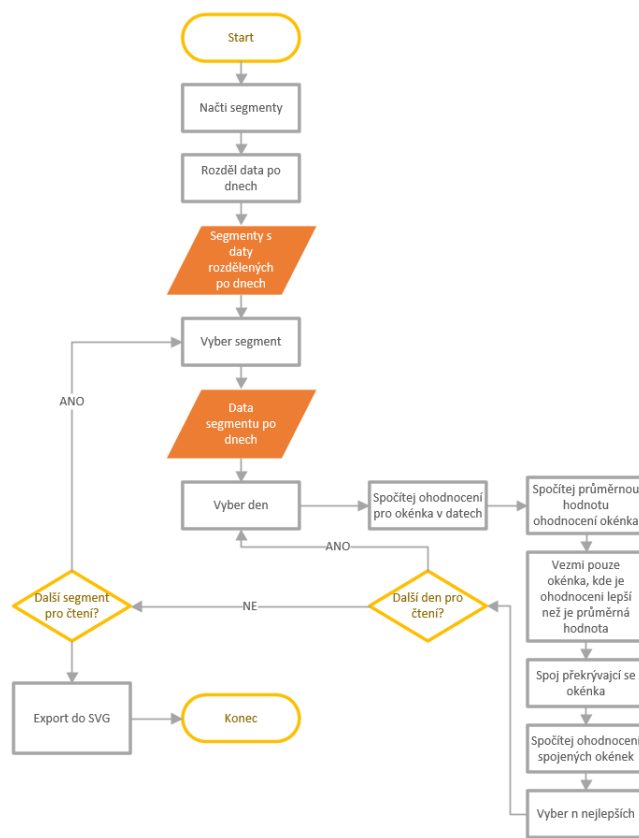 Start
Načti segmenty
Rozděl data po
dnech
Segmenty s
daty
rozdělených
po dnech
Vyber segment
ANO
Data
segmentu po
dnech
Vyber den
Spočítej ohodnocení
pro okénka v datech
Spočítej průměrnou
hodnotu
ohodnocení okénka
ANO
Vezmi pouze
okénka, kde je
ohodnoceni lepší
než je průměrná
hodnota
Další segment
pro čtení?
NE
Další den pro
čtení?
Spoj překrývajcí se
okénka
Export do SVG
Konec
Spočítej ohodnocení
spojených okének
Vyber n nejlepších